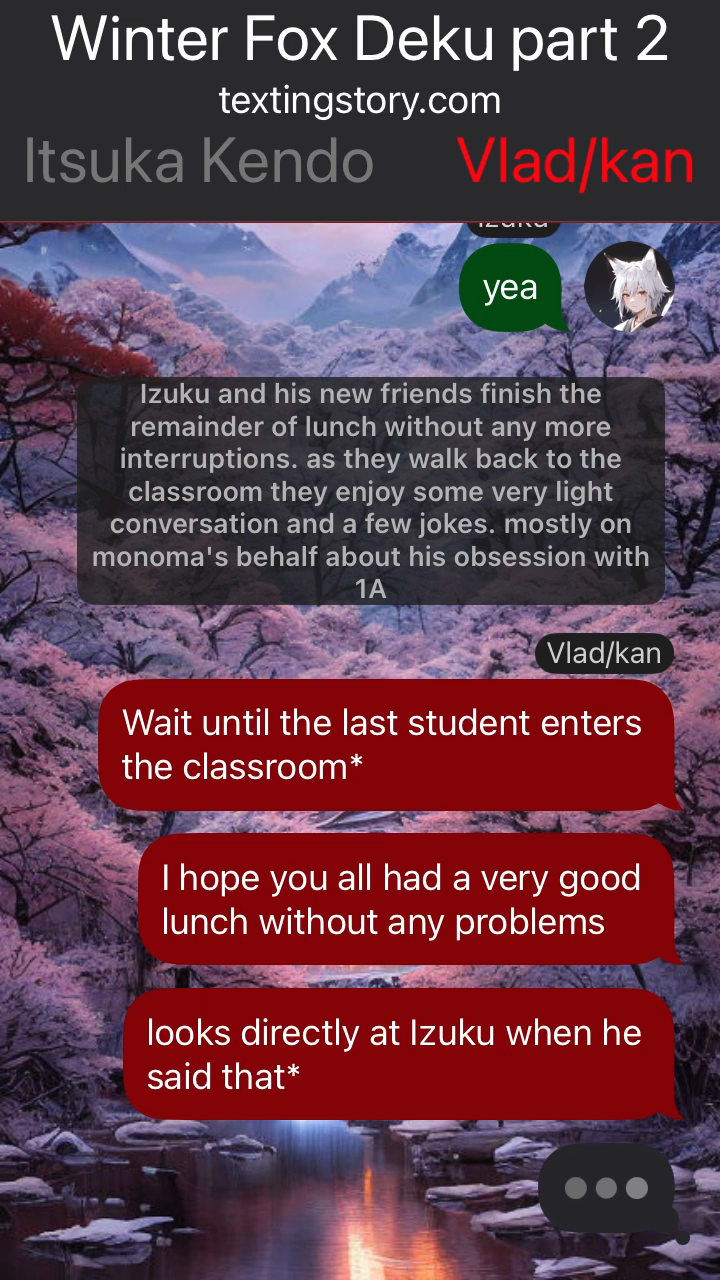 Winter Fox Deku part 2
textingstory.com
Itsuka Kendo Vlad/kan
Izuku
yea
Izuku and his new friends finish the
remainder of lunch without any more
interruptions. as they walk back to the
classroom they enjoy some very light
conversation and a few jokes. mostly on
monoma's behalf about his obsession with
1A
Vlad/kan
Wait until the last student enters
the classroom*
I hope you all had a very good
lunch without any problems
looks directly at Izuku when he
said that*